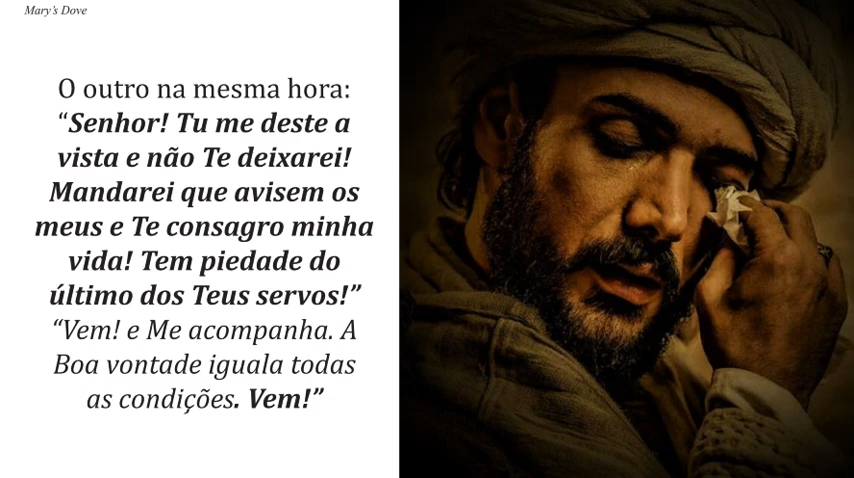 Mary's Dove
O outro na mesma hora:
“Senhor! Tu me deste a
vista e não Te deixarei!
Mandarei que avisem os
meus e Te consagro minha
vida! Tem piedade do
último dos Teus servos!”
“Vem! e Me acompanha. A
Boa vontade iguala todas
as condições. Vem!”